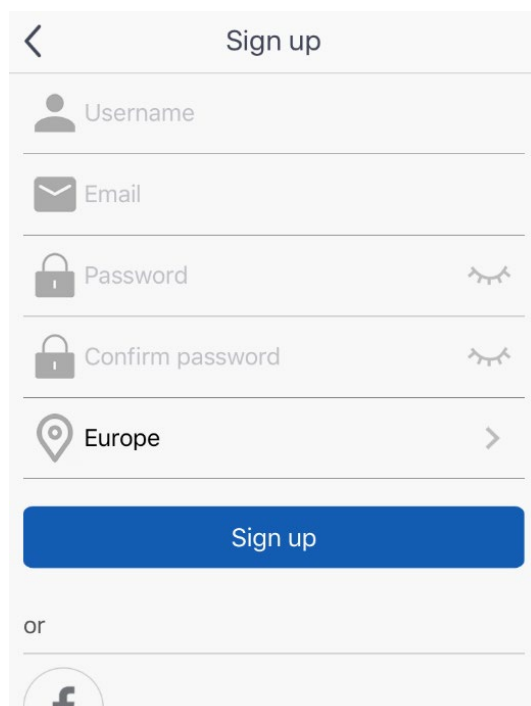 Sign up
Username
Email
Password
Confirm password
Europe
Sign up
or